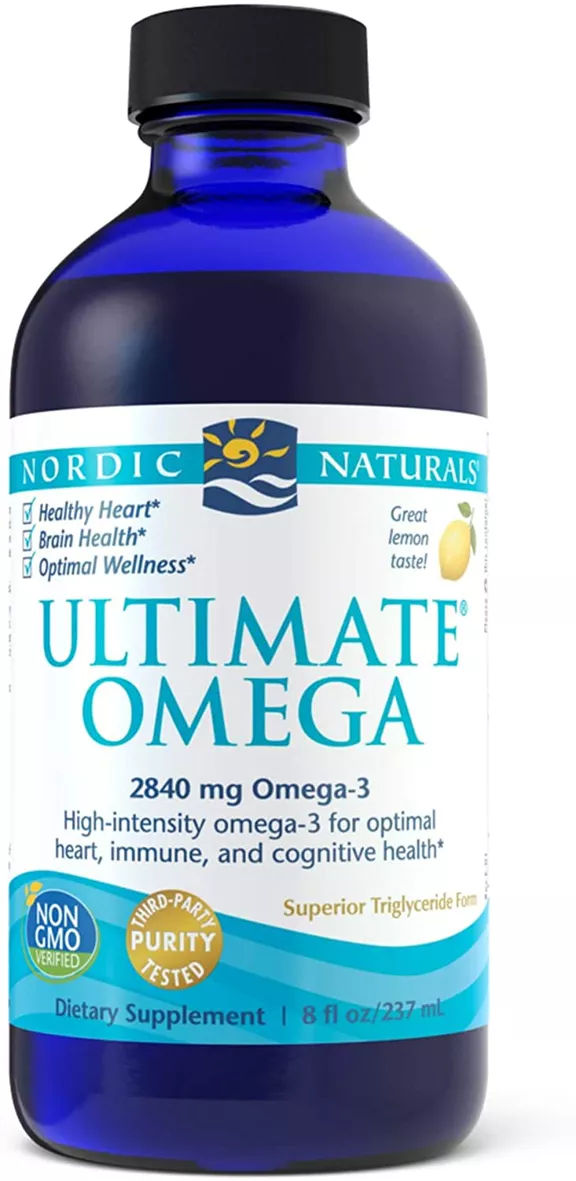 NORDIC NATURALS®
Healthy Heart*
Brain Health*
Optimal Wellness*
Great
lemon
taste!
ULTIMATE®
OMEGA
2840 mg Omega-3
High-intensity omega-3 for optimal
heart, immune, and cognitive health*
Superior Triglyceride Form
NON
GMO
VERIFIED
THIRD-PARTY
PURITY
TESTED
Dietary Supplement | 8 fl oz/237 mL